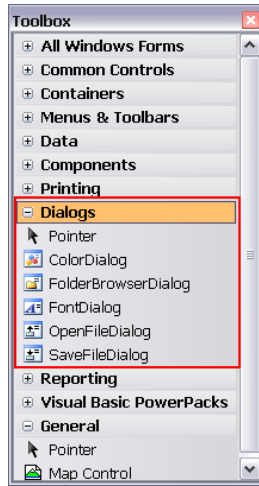 Toolbox
All Windows Forms
Common Controls
Containers
Menus & Toolbars
Data
Components
Printing
Dialogs
Pointer
ColorDialog
FolderBrowserDialog
FontDialog
OpenFileDialog
SaveFileDialog
Reporting
Visual Basic PowerPacks
General
Pointer
Map Control